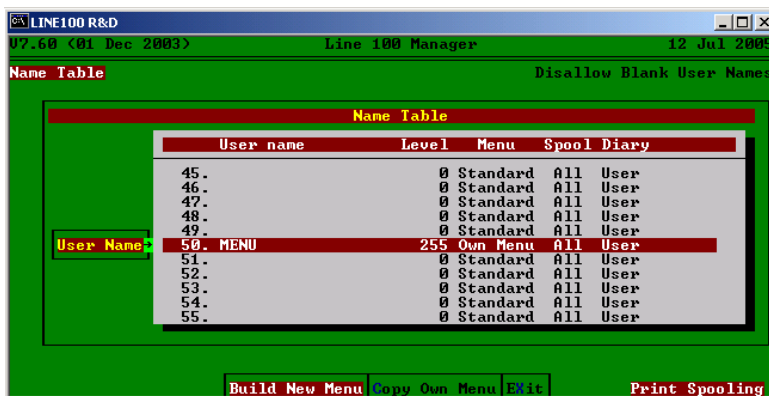 LINE100 R&D
V7.60 (01 Dec 2003) Line 100 Manager 12 Jul 2005
Name Table Disallow Blank User Names
Name Table
User name Level Menu Spool Diary
45. 0 Standard All User
46. 0 Standard All User
47. 0 Standard All User
48. 0 Standard All User
49. 0 Standard All User
User Name 50. MENU 255 Own Menu All User
51. 0 Standard All User
52. 0 Standard All User
53. 0 Standard All User
54. 0 Standard All User
55. 0 Standard All User
Build New Menu Copy Own Menu EXit Print Spooling